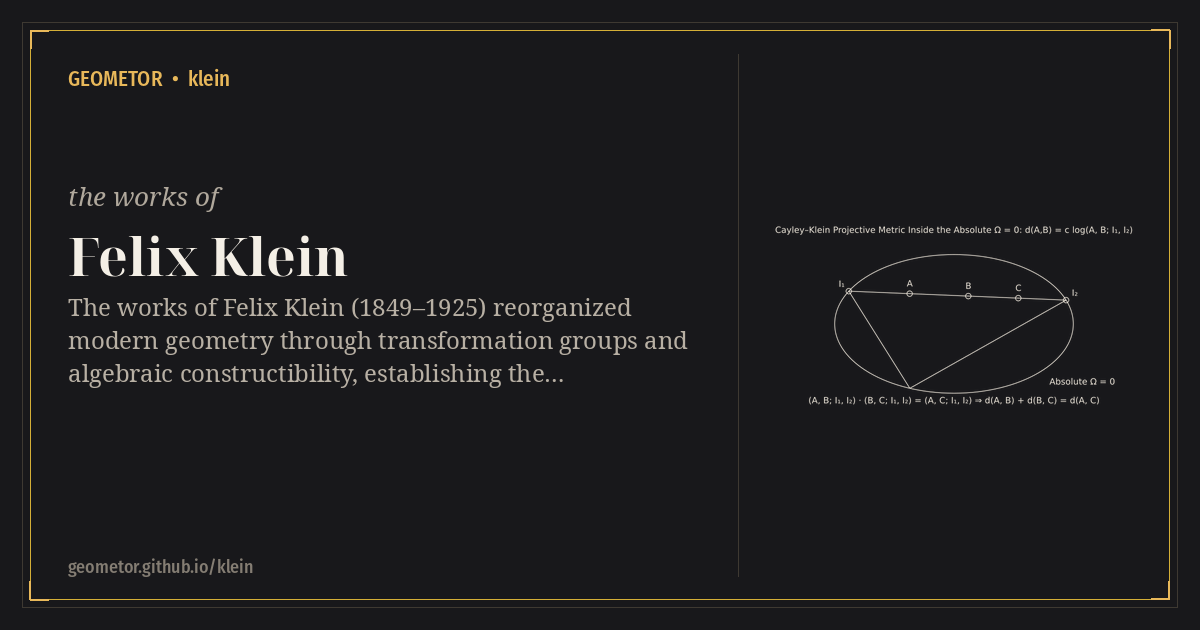 GEOMETOR • klein
the works of
Felix Klein
The works of Felix Klein (1849–1925) reorganized
modern geometry through transformation groups and
algebraic constructibility, establishing the...
geometor.github.io/klein
Cayley–Klein Projective Metric Inside the Absolute Ω = 0: d(A,B) = c log(A, B; I₁, I₂)
I₁
A
B
C
I₂
Absolute Ω = 0
(A, B; I₁, I₂) · (B, C; I₁, I₂) = (A, C; I₁, I₂) ⇒ d(A, B) + d(B, C) = d(A, C)